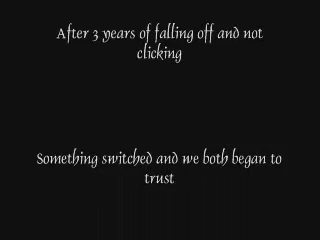 After 3 years of falling off and not
clicking
Something switched and we both began to
trust